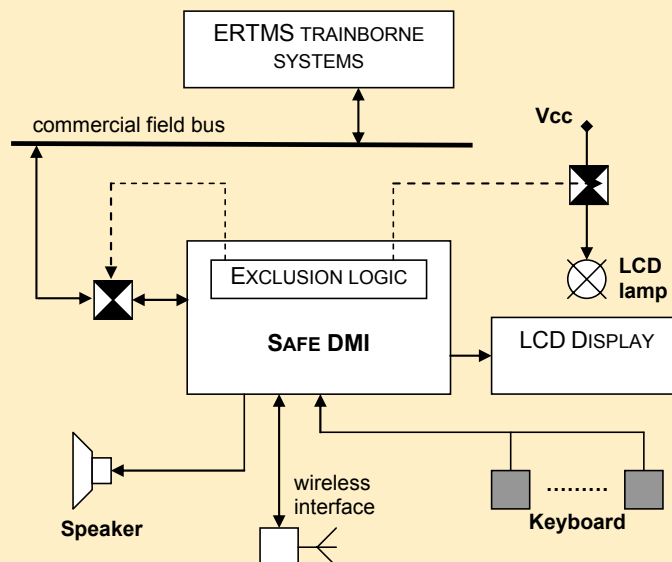 ERTMS TRAINBORNE
SYSTEMS
commercial field bus
Vcc
EXCLUSION LOGIC
LCD
lamp
SAFE DMI
LCD DISPLAY
wireless
interface
Speaker
Keyboard